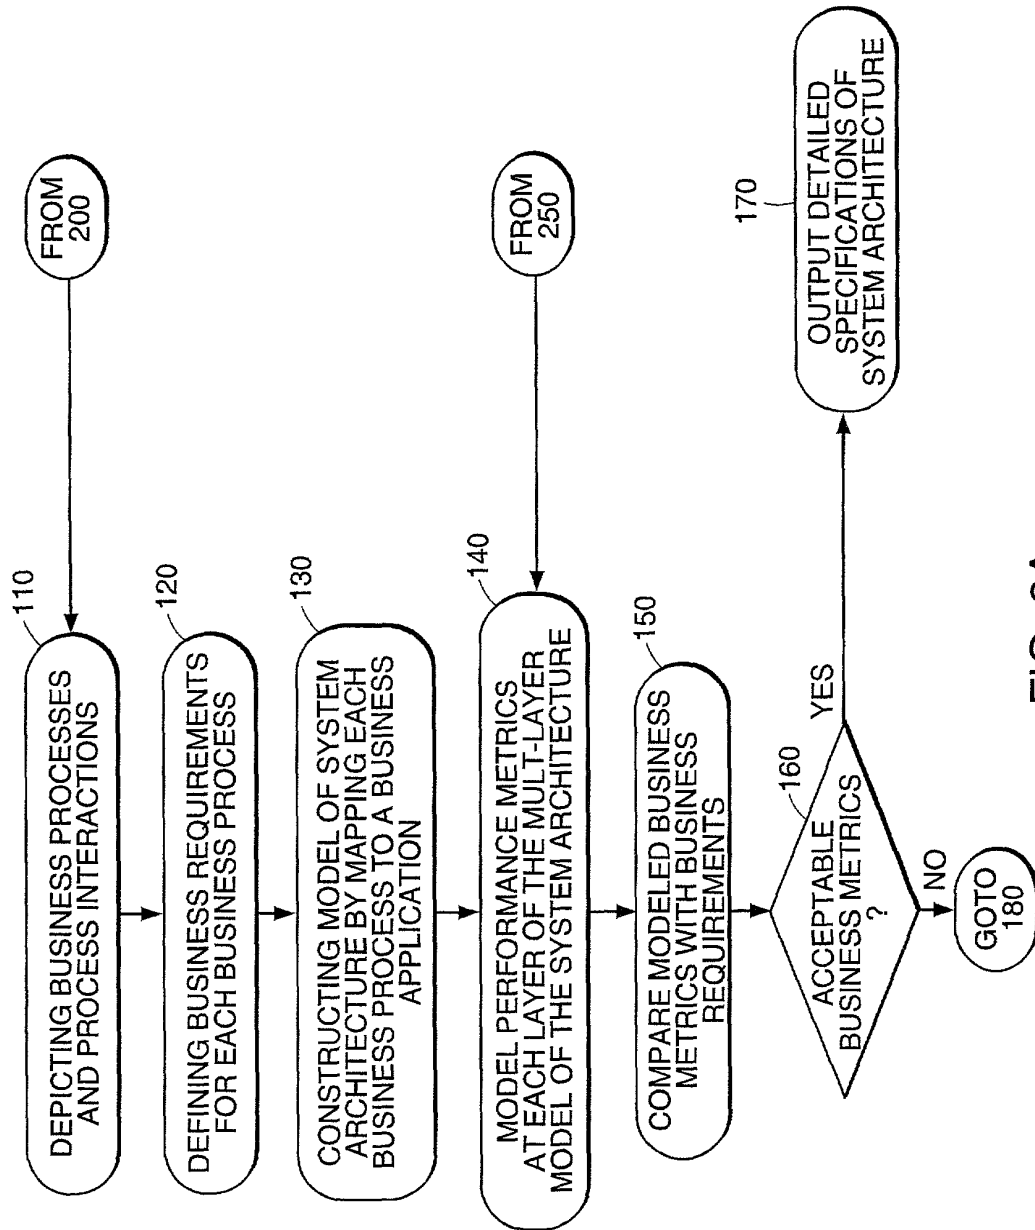 110
DEPICTING BUSINESS PROCESSES
AND PROCESS INTERACTIONS
FROM
200
120
DEFINING BUSINESS REQUIREMENTS
FOR EACH BUSINESS PROCESS
130
CONSTRUCTING MODEL OF SYSTEM
ARCHITECTURE BY MAPPING EACH
BUSINESS PROCESS TO A BUSINESS
APPLICATION
140
MODEL PERFORMANCE METRICS
AT EACH LAYER OF THE MULT-LAYER
MODEL OF THE SYSTEM ARCHITECTURE
FROM
250
150
COMPARE MODELED BUSINESS
METRICS WITH BUSINESS
REQUIREMENTS
160
ACCEPTABLE
BUSINESS METRICS
?
YES
170
OUTPUT DETAILED
SPECIFICATIONS OF
SYSTEM ARCHITECTURE
NO
GOTO
180